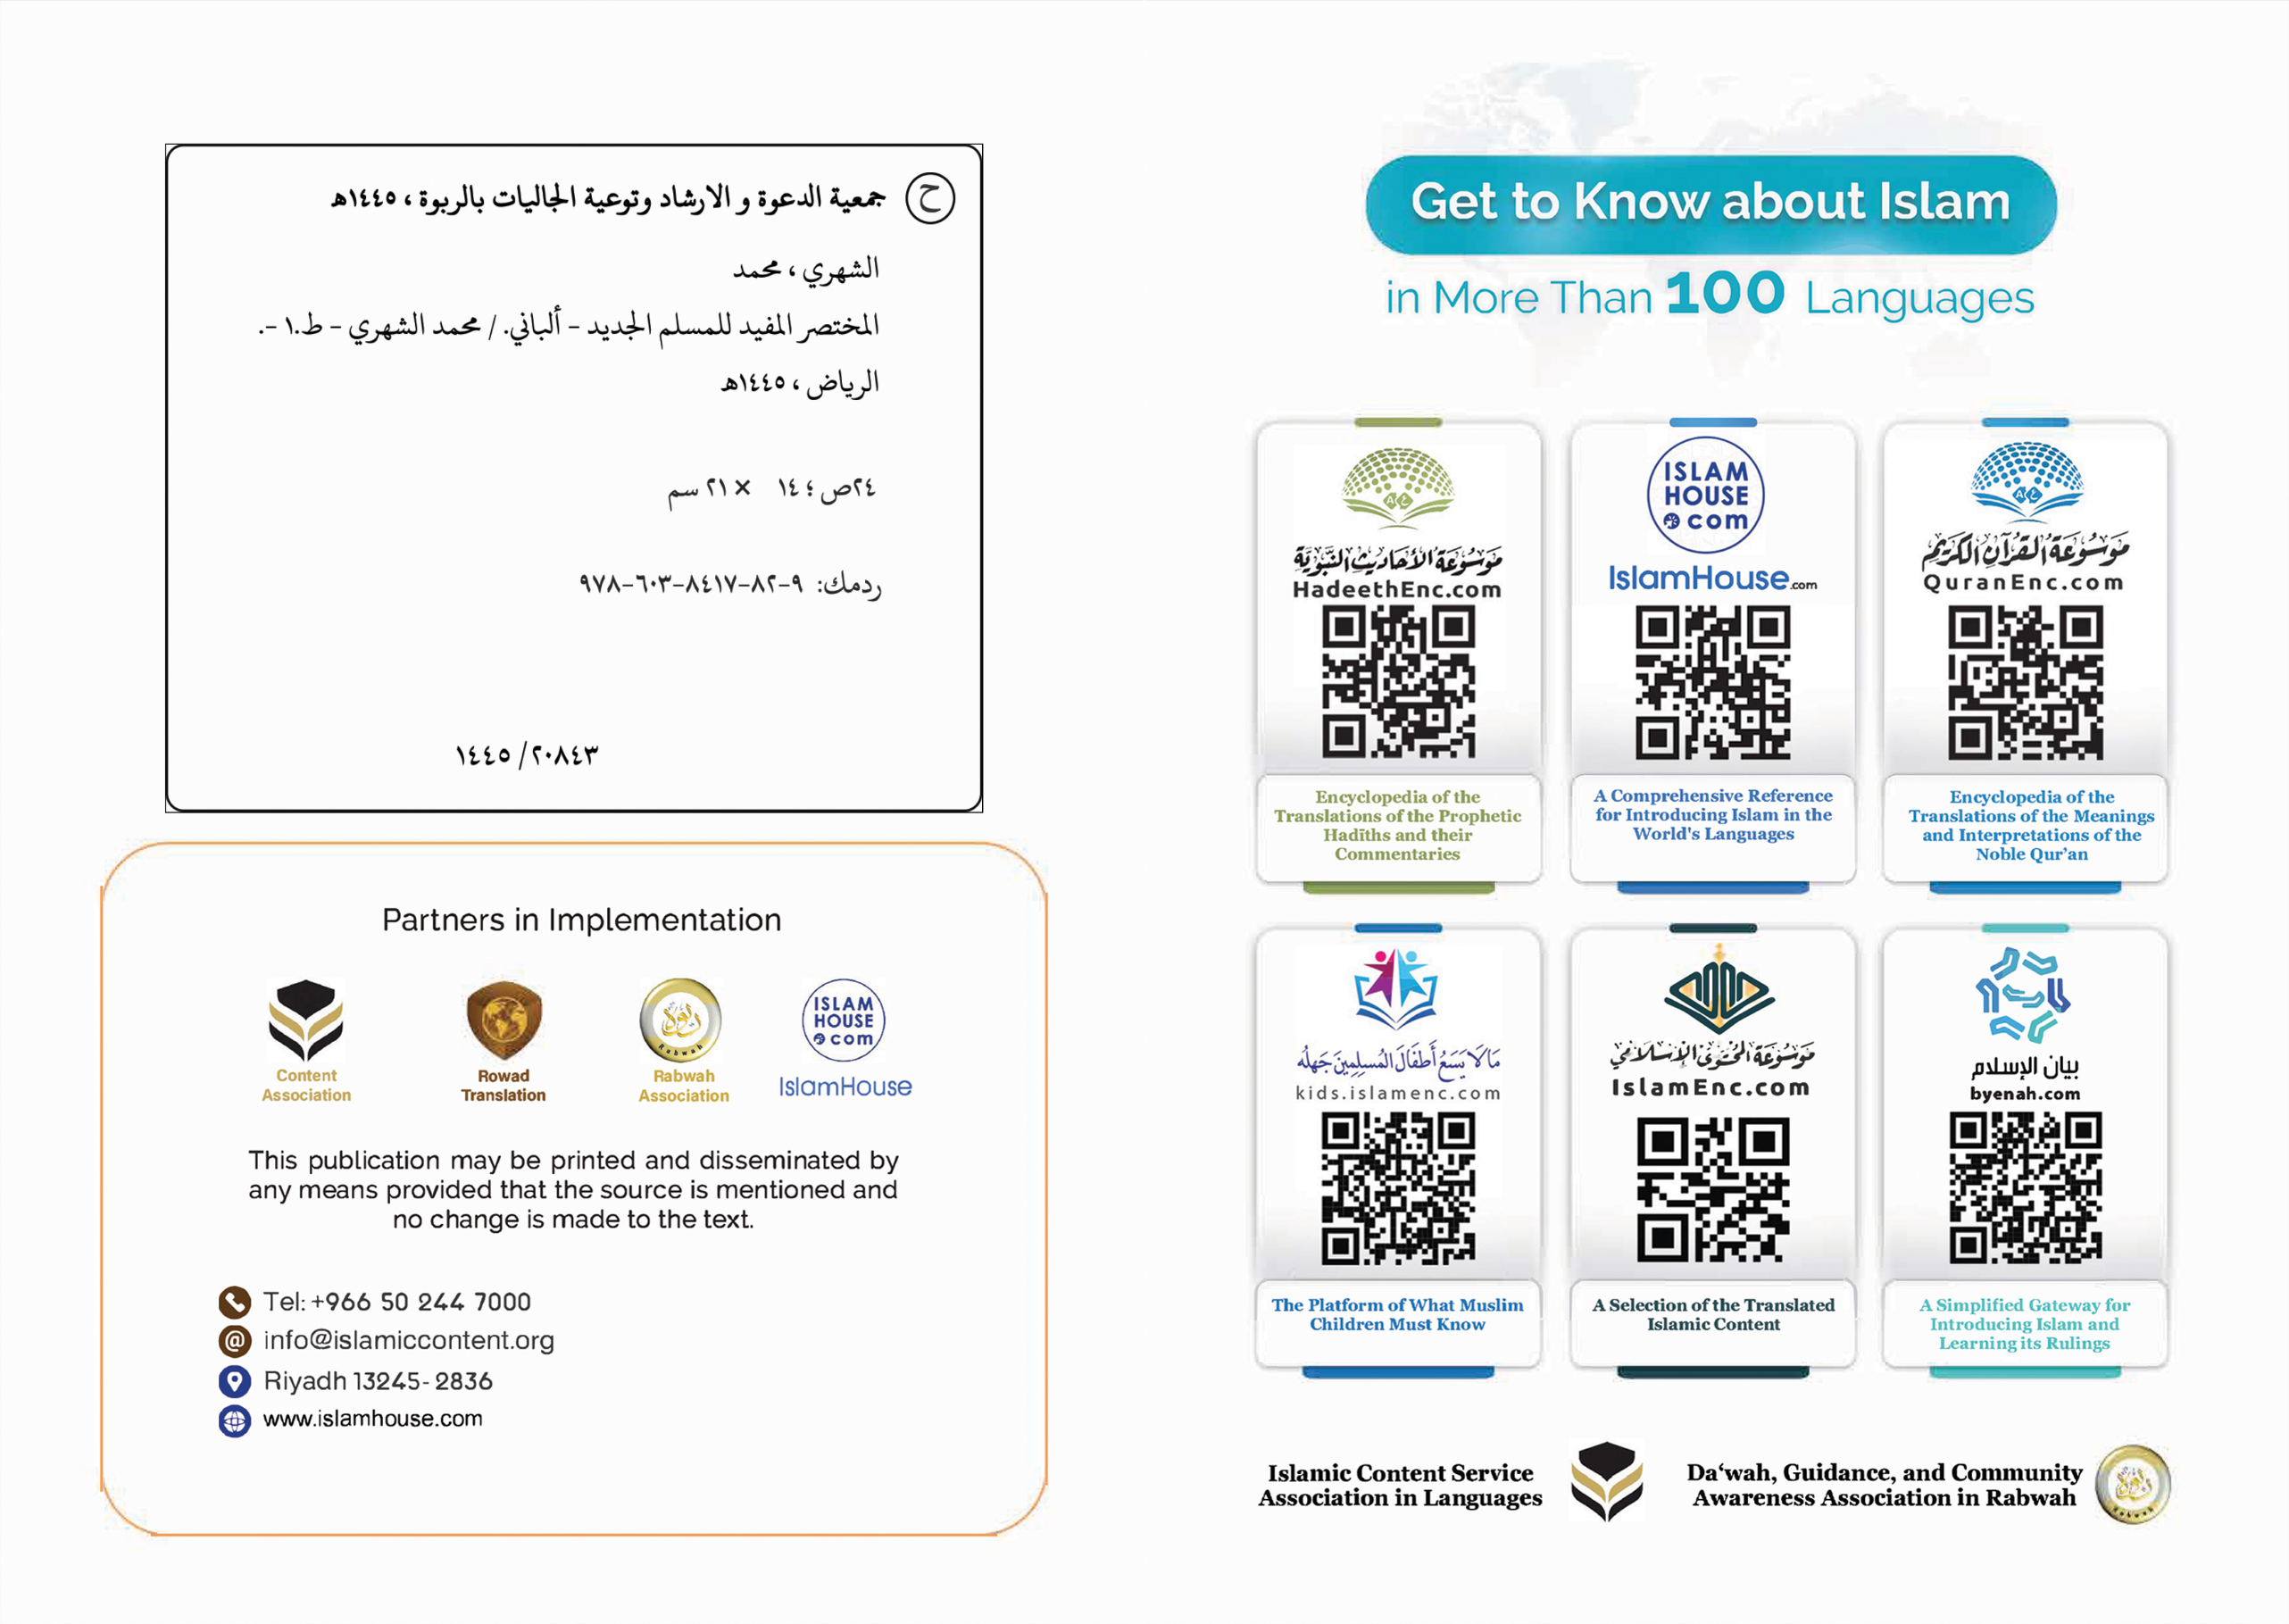 ح جمعية الدعوة و الارشاد وتوعية الجاليات بالربوة ، ١٤٤٥هـ
الشهري ، محمد
المختصر المفيد للمسلم الجديد - ألباني. / محمد الشهري - ط.١ -.
الرياض ، ١٤٤٥هـ
٢٤ص ؛ ١٤ × ٢١ سم
ردمك: ٩-٨٢-٨٤١٧-٦٠٣-٩٧٨
١٤٤٥ /٢٠٨٤٣
Partners in Implementation
Content
Association
Rowad
Translation
Rabwah
Rabwah
Association
ISLAM
HOUSE
com
IslamHouse
This publication may be printed and disseminated by
any means provided that the source is mentioned and
no change is made to the text.
Tel: +966 50 244 7000
info@islamiccontent.org
Riyadh 13245- 2836
www.islamhouse.com
Get to Know about Islam
in More Than 100 Languages
موسوعة الأحاديث النبوية
HadeethEnc.com
Encyclopedia of the
Translations of the Prophetic
Hadīths and their
Commentaries
ISLAM
HOUSE
com
IslamHouse.com
A Comprehensive Reference
for Introducing Islam in the
World's Languages
موسوعة القرآن الكريم
QuranEnc.com
Encyclopedia of the
Translations of the Meanings
and Interpretations of the
Noble Qur’an
مَا لَا يَسَعُ أَطْفَالَ المُسلِمِينَ جَهلُه
kids.islamenc.com
The Platform of What Muslim
Children Must Know
موسوعة المحتوى الإسلامي
IslamEnc.com
A Selection of the Translated
Islamic Content
بيان الإسلام
byenah.com
A Simplified Gateway for
Introducing Islam and
Learning its Rulings
Islamic Content Service
Association in Languages
Da‘wah, Guidance, and Community
Awareness Association in Rabwah